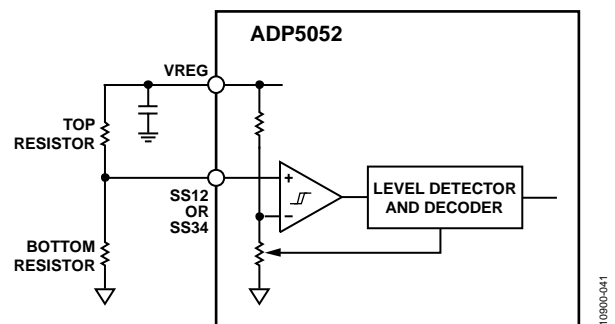 ADP5052
VREG
TOP
RESISTOR
SS12
OR
SS34
+
−
LEVEL DETECTOR
AND DECODER
BOTTOM
RESISTOR
10900-041